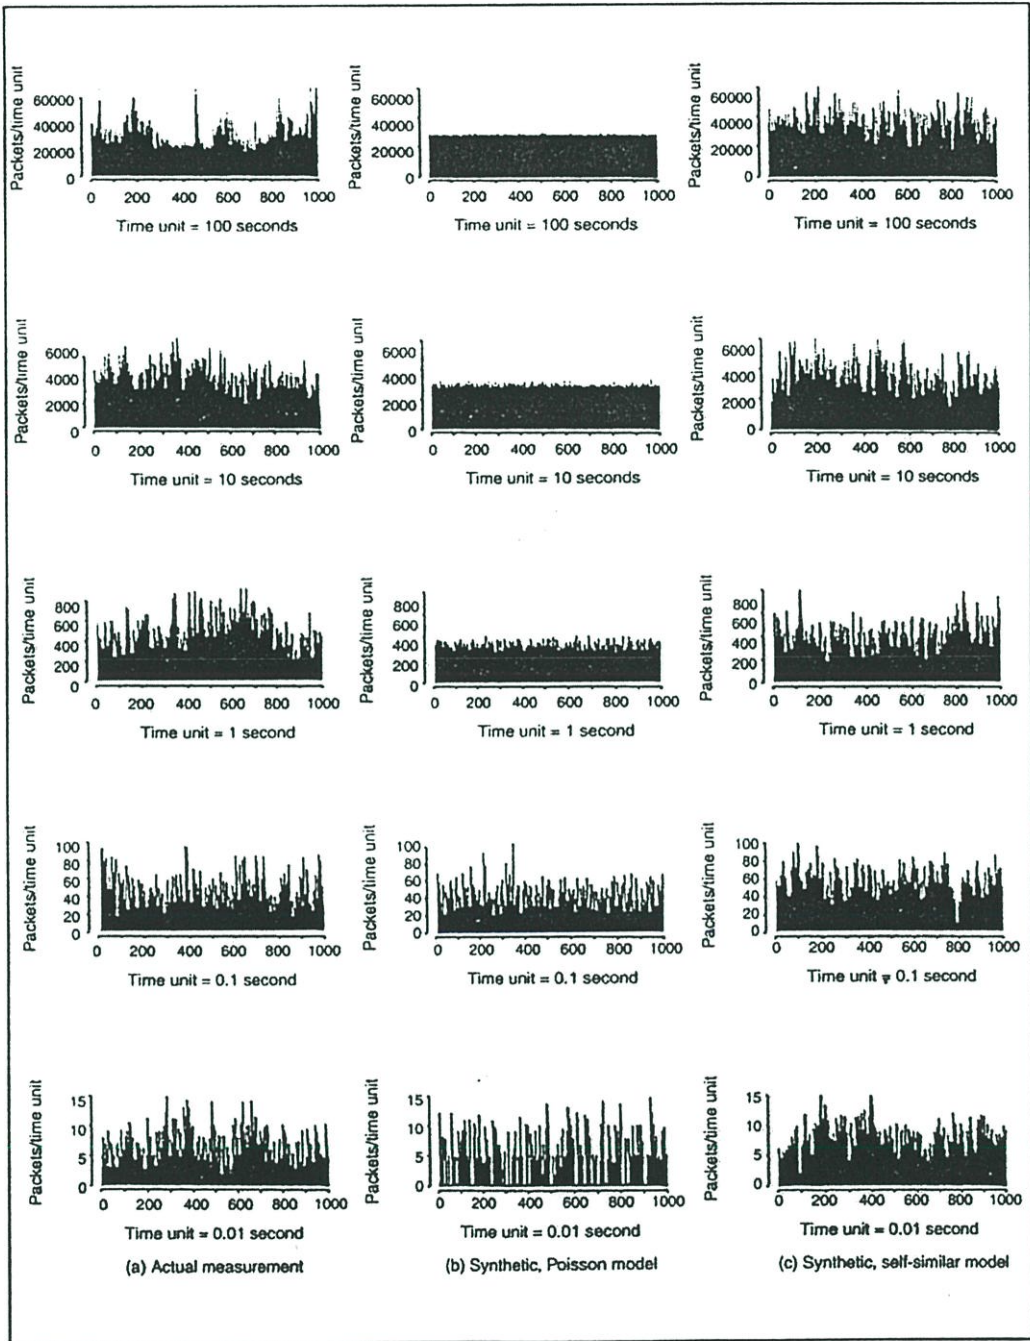 Packets/time unit
60000
40000
20000
0
0 200 400 600 800 1000
Time unit = 100 seconds
Packets/time unit
60000
40000
20000
0
0 200 400 600 800 1000
Time unit = 100 seconds
Packets/time unit
60000
40000
20000
0
0 200 400 600 800 1000
Time unit = 100 seconds
Packets/time unit
6000
4000
2000
0
0 200 400 600 800 1000
Time unit = 10 seconds
Packets/time unit
6000
4000
2000
0
0 200 400 600 800 1000
Time unit = 10 seconds
Packets/time unit
6000
4000
2000
0
0 200 400 600 800 1000
Time unit = 10 seconds
Packets/time unit
800
600
400
200
0
0 200 400 600 800 1000
Time unit = 1 second
Packets/time unit
800
600
400
200
0
0 200 400 600 800 1000
Time unit = 1 second
Packets/time unit
800
600
400
200
0
0 200 400 600 800 1000
Time unit = 1 second
Packets/time unit
100
80
60
40
20
0
0 200 400 600 800 1000
Time unit = 0.1 second
Packets/time unit
100
80
60
40
20
0
0 200 400 600 800 1000
Time unit = 0.1 second
Packets/time unit
100
80
60
40
20
0
0 200 400 600 800 1000
Time unit = 0.1 second
Packets/time unit
15
10
5
0
0 200 400 600 800 1000
Time unit = 0.01 second
(a) Actual measurement
Packets/time unit
15
10
5
0
0 200 400 600 800 1000
Time unit = 0.01 second
(b) Synthetic, Poisson model
Packets/time unit
15
10
5
0
0 200 400 600 800 1000
Time unit = 0.01 second
(c) Synthetic, self-similar model